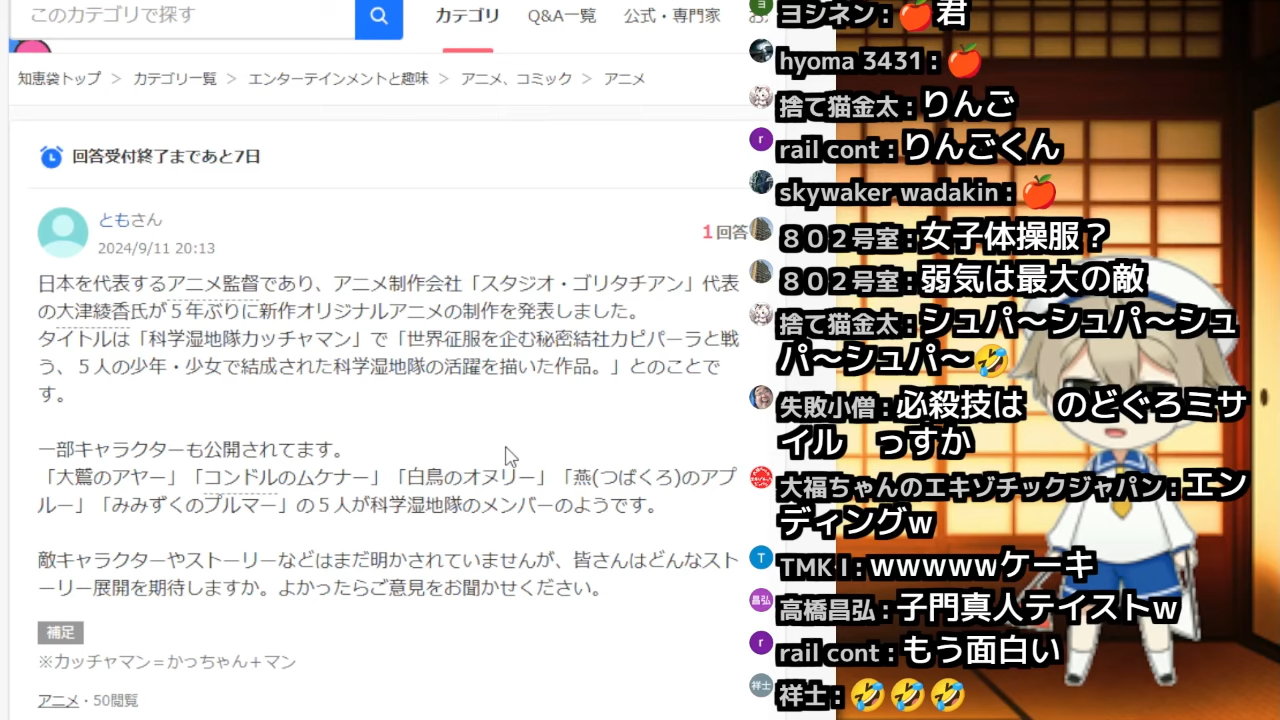 このカテゴリで探す
カテゴリ
Q&A一覧
公式・専門家
知恵袋トップ > カテゴリ一覧 > エンターテインメントと趣味 > アニメ、コミック > アニメ
回答受付終了まであと7日
ともさん
2024/9/11 20:13
1回答
日本を代表するアニメ監督であり、アニメ制作会社「スタジオ・ゴリタチアン」代表
の大津綾香氏が５年ぶりに新作オリジナルアニメの制作を発表しました。
タイトルは「科学湿地隊カッチャマン」で「世界征服を企む秘密結社カピパーラと戦
う、５人の少年・少女で結成された科学湿地隊の活躍を描いた作品。」とのことで
す。
一部キャラクターも公開されてます。
「大鷲のアヤー」「コンドルのムケナー」「白鳥のオヌリー」「燕(つばくろ)のアプ
ルー」「みみずくのブルマー」の５人が科学湿地隊のメンバーのようです。
敵キャラクターやストーリーなどはまだ明かされていませんが、皆さんはどんなスト
ーリー展開を期待しますか。よかったらご意見をお聞かせください。
補足
※カッチャマン＝かっちゃん＋マン
アニメ・50閲覧
ヨシネン : 🍎君
hyoma 3431 : 🍎
捨て猫金太 : りんご
rail cont : りんごくん
skywaker wadakin : 🍎
８０２号室 : 女子体操服？
８０２号室 : 弱気は最大の敵
捨て猫金太 : シュパ〜シュパ〜シュ
パ〜シュパ〜🤣
失敗小僧 : 必殺技は　のどぐろミサ
イル　っすか
大福ちゃんのエキゾチックジャパン : エン
ディングw
TMK I : wwwwwケーキ
高橋昌弘 : 子門真人テイストw
rail cont : もう面白い
祥士 : 🤣🤣🤣